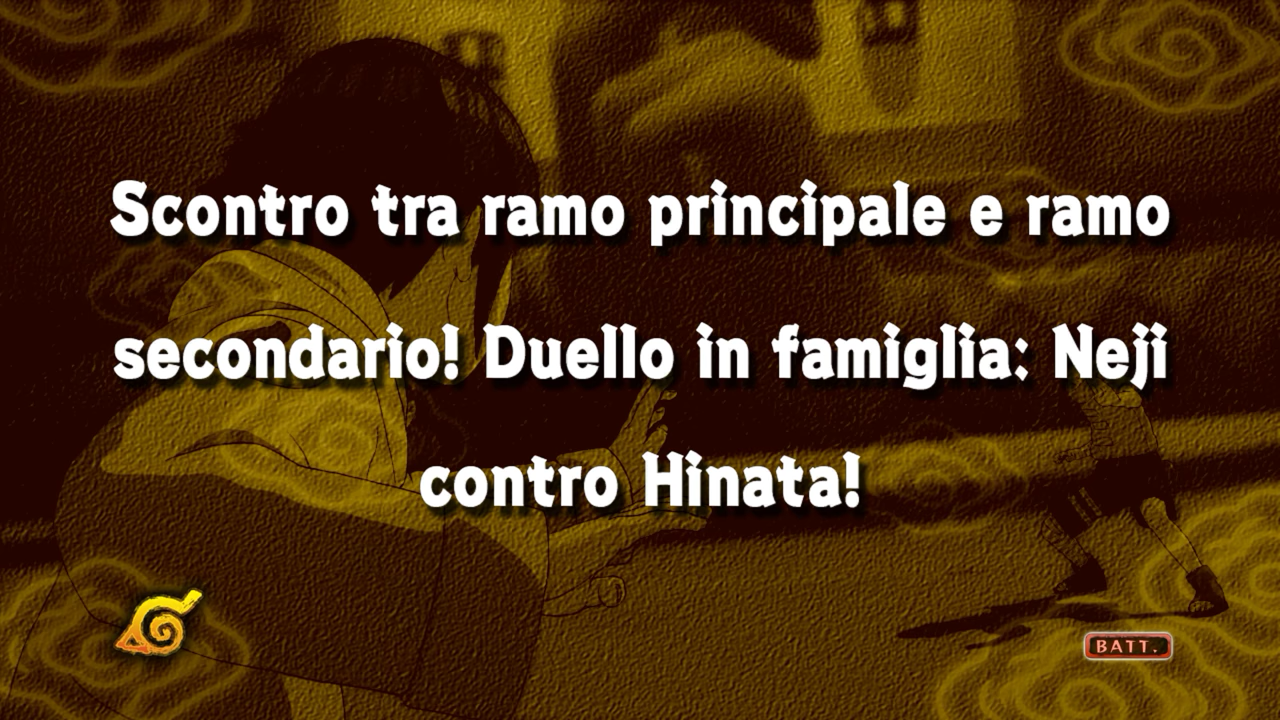 Scontro tra ramo principale e ramo
secondario! Duello in famiglia: Neji
contro Hinata!
BATT.